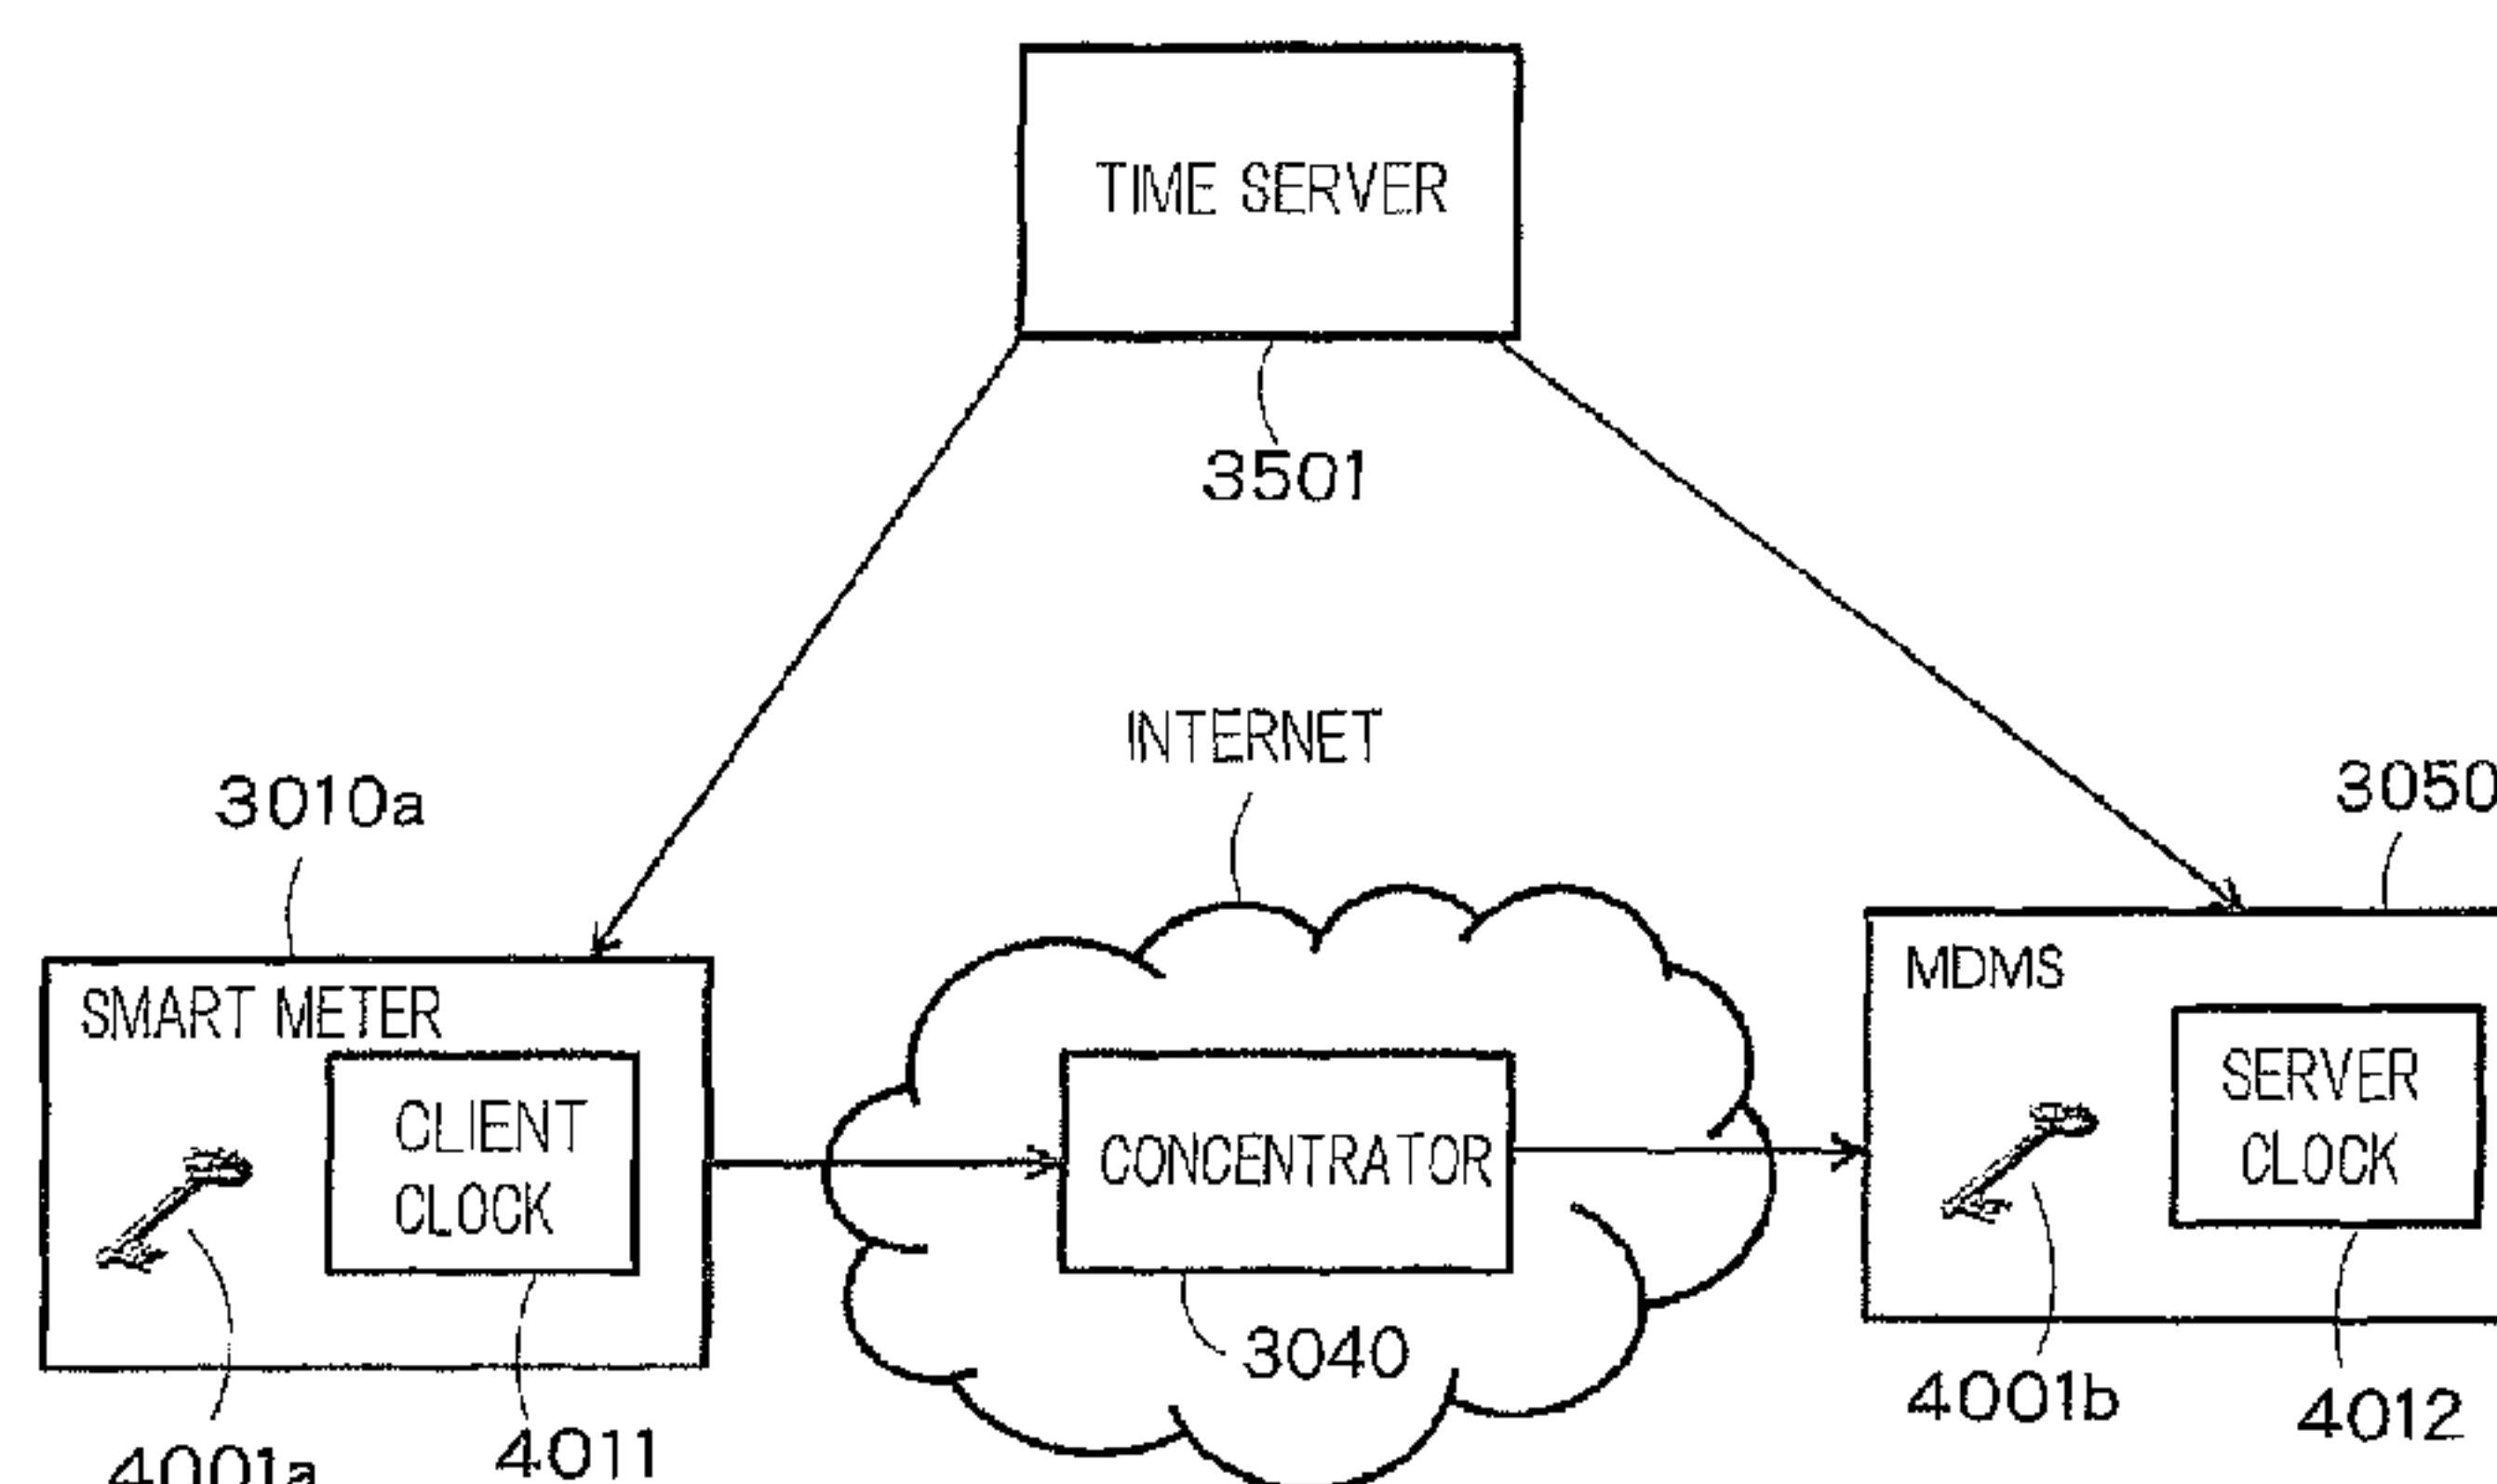 TIME SERVER
3501
INTERNET
3010a
3050
SMART METER
CLIENT
CLOCK
CONCENTRATOR
MDMS
SERVER
CLOCK
3040
4001a
4011
4001b
4012